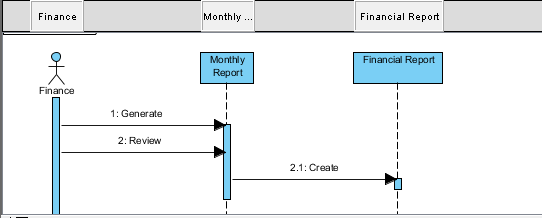 Finance
Monthly ...
Financial Report
Monthly
Report
Financial Report
Finance
1: Generate
2: Review
2.1: Create